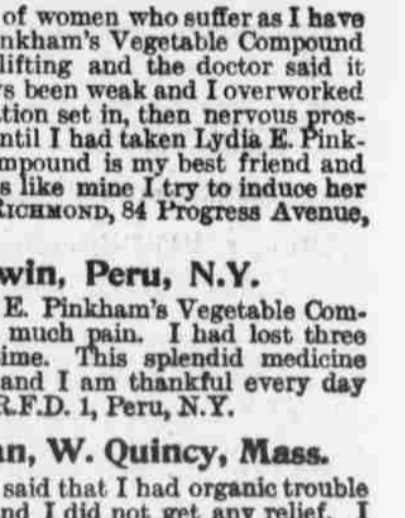 of women who suffer as I have
nkham's Vegetable Compound
lifting and the doctor said it
s been weak and I overworked
tion set in, then nervous pros-
ntil I had taken Lydia E. Pink-
mpound is my best friend and
s like mine I try to induce her
RICHMOND, 84 Progress Avenue,
win, Peru, N.Y.
E. Pinkham's Vegetable Com-
much pain. I had lost three
ime. This splendid medicine
and I am thankful every day
R.F.D. 1, Peru, N.Y.
an, W. Quincy, Mass.
said that I had organic trouble
nd I did not get any relief. I